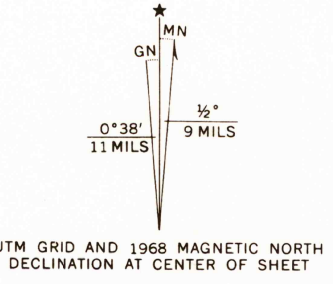 MN
GN
0°38'
11 MILS
½°
9 MILS
UTM GRID AND 1968 MAGNETIC NORTH
DECLINATION AT CENTER OF SHEET